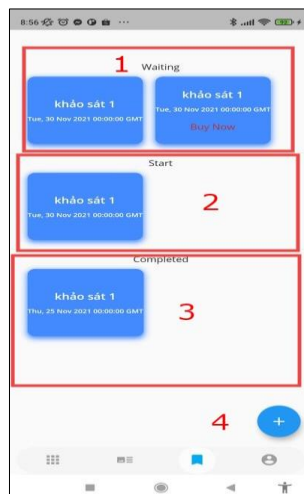 8:56
1 Waiting
khảo sát 1
Tue, 30 Nov 2021 00:00:00 GMT
khảo sát 1
Tue, 30 Nov 2021 00:00:00 GMT
Buy Now
Start
khảo sát 1
Tue, 30 Nov 2021 00:00:00 GMT
2
Completed
khảo sát 1
Thu, 25 Nov 2021 00:00:00 GMT
3
4
+